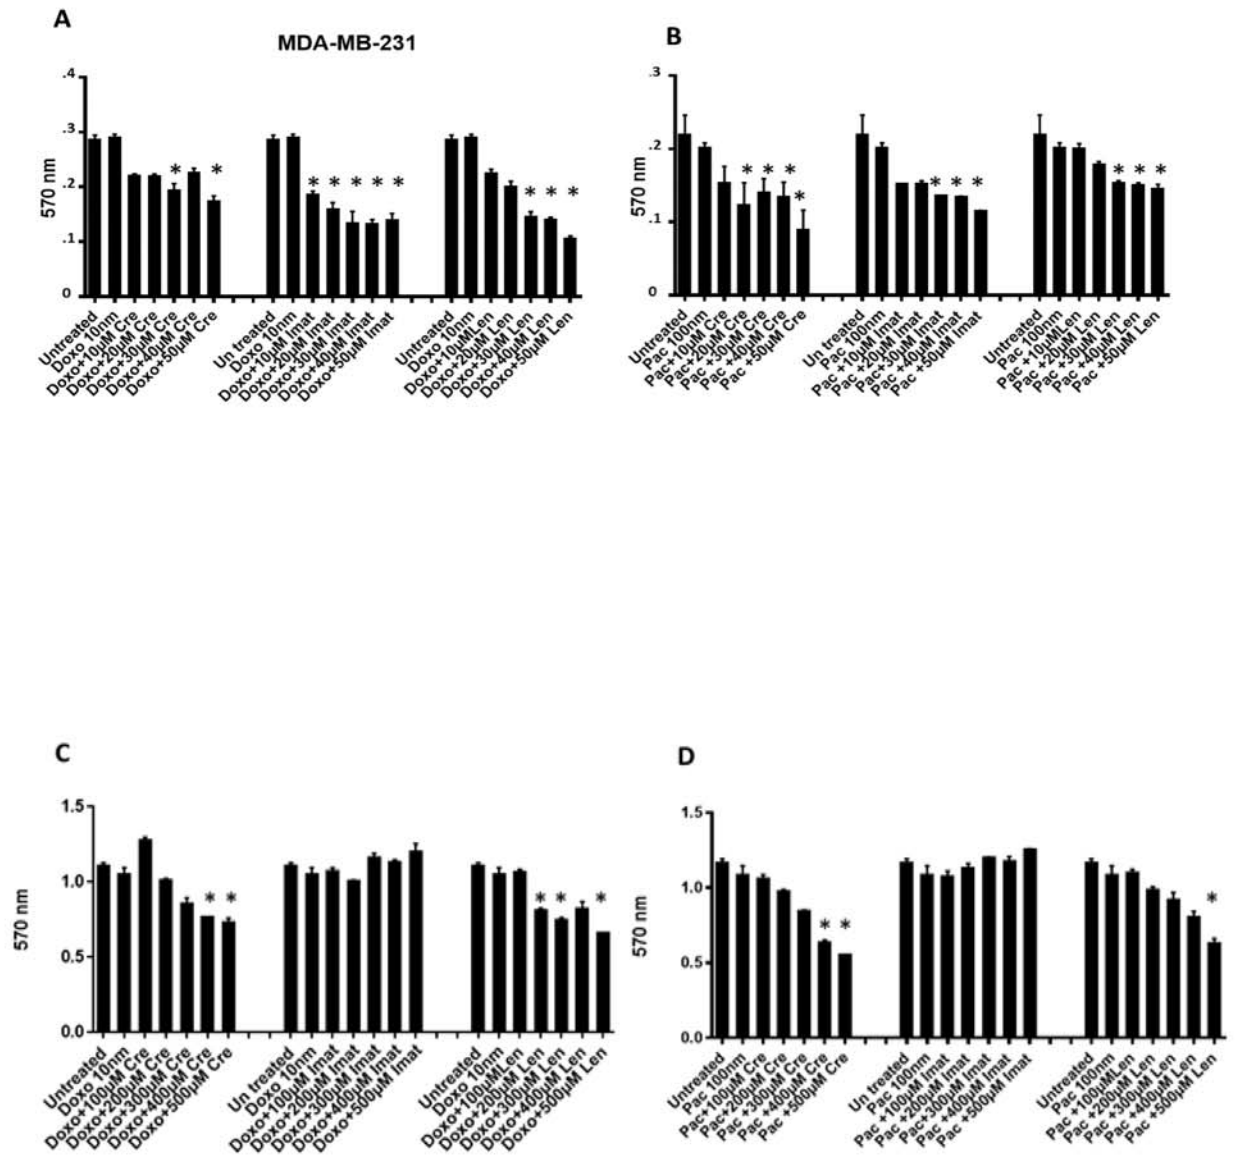 A
MDA-MB-231
B
.4
.3
.2
.1
0
570 nm
Untreated
Doxo 10nm
Doxo+10µM Cre
Doxo+20µM Cre
Doxo+30µM Cre
Doxo+40µM Cre
Doxo+50µM Cre
Un treated
Doxo 10nm
Doxo+10µM Imat
Doxo+20µM Imat
Doxo+30µM Imat
Doxo+40µM Imat
Doxo+50µM Imat
Untreated
Doxo 10nm
Doxo+10µMLen
Doxo+20µM Len
Doxo+30µM Len
Doxo+40µM Len
Doxo+50µM Len
* *
* * * * *
* * *
.3
.2
.1
0
570 nm
Untreated
Pac 100nm
Pac+10µM Cre
Pac+20µM Cre
Pac +30µM Cre
Pac +40µM Cre
Pac +50µM Cre
Un treated
Pac 100nm
Pac +10µM Imat
Pac +20µM Imat
Pac +30µM Imat
Pac +40µM Imat
Pac +50µM Imat
Untreated
Pac 100nm
Pac +10µMLen
Pac +20µM Len
Pac +30µM Len
Pac +40µM Len
Pac +50µM Len
* * * *
* * *
* * *
C
1.5
1.0
0.5
0.0
570 nm
Untreated
Doxo 10nm
Doxo+100µM Cre
Doxo+200µM Cre
Doxo+300µM Cre
Doxo+400µM Cre
Doxo+500µM Cre
Un treated
Doxo 10nm
Doxo+100µM Imat
Doxo+200µM Imat
Doxo+300µM Imat
Doxo+400µM Imat
Doxo+500µM Imat
Untreated
Doxo 10nm
Doxo+100µMLen
Doxo+200µM Len
Doxo+300µM Len
Doxo+400µM Len
Doxo+500µM Len
* *
* * *
D
1.5
1.0
0.5
0.0
570 nm
Untreated
Pac 100nm
Pac+100µM Cre
Pac+200µM Cre
Pac +300µM Cre
Pac +400µM Cre
Pac +500µM Cre
Un treated
Pac 100nm
Pac +100µM Imat
Pac +200µM Imat
Pac +300µM Imat
Pac +400µM Imat
Pac +500µM Imat
Untreated
Pac 100nm
Pac +100µMLen
Pac +200µM Len
Pac +300µM Len
Pac +400µM Len
Pac +500µM Len
* *
*